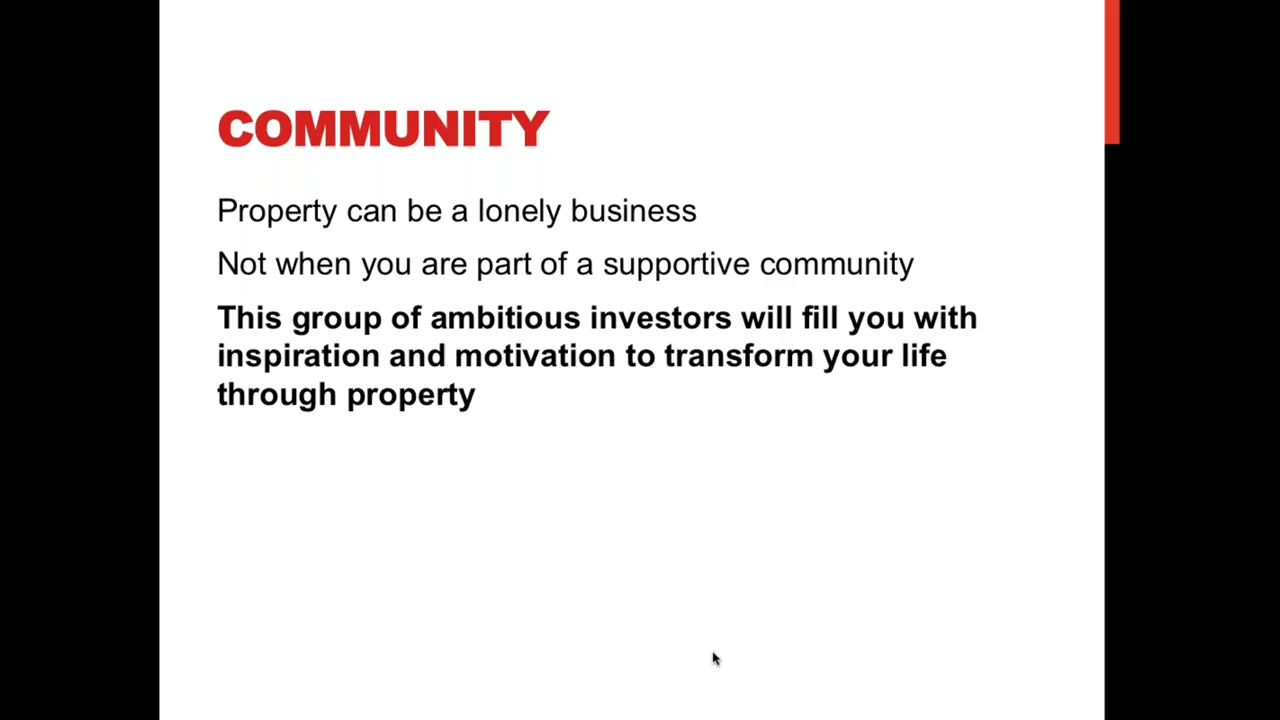 COMMUNITY
Property can be a lonely business
Not when you are part of a supportive community
This group of ambitious investors will fill you with
inspiration and motivation to transform your life
through property